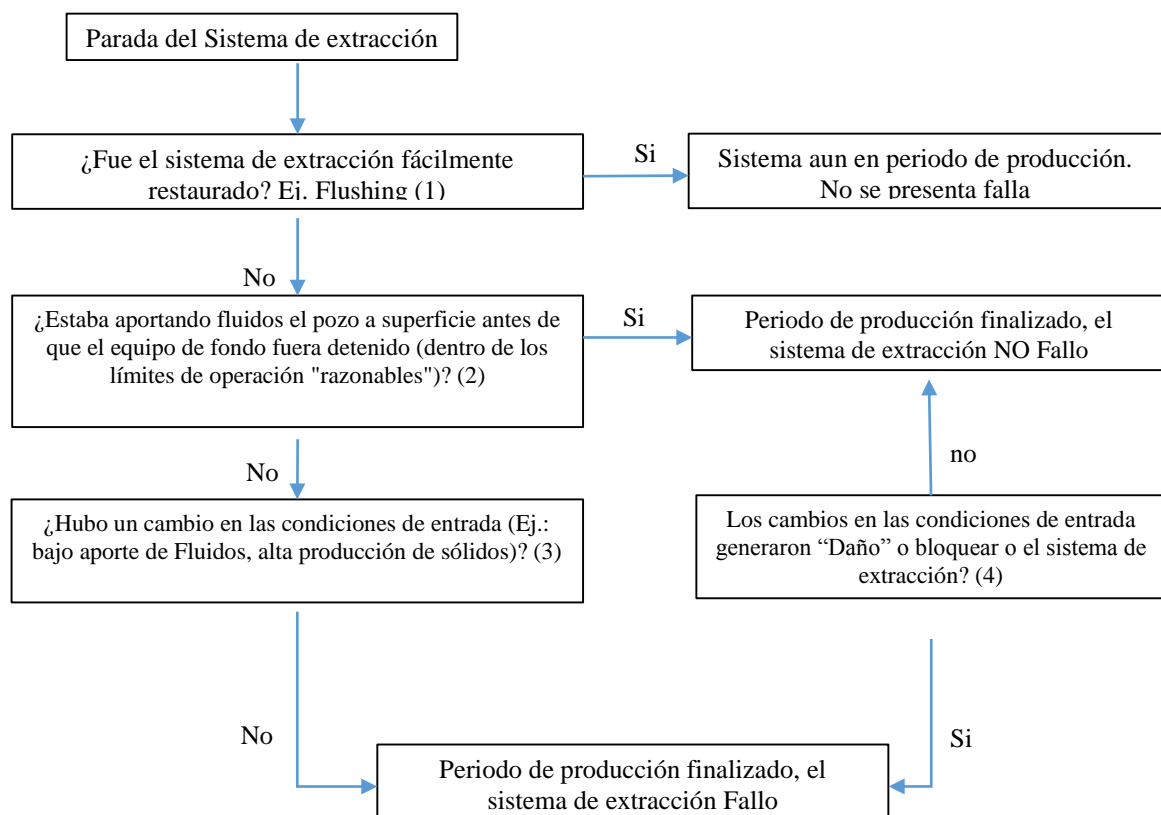 Parada del Sistema de extracción
¿Fue el sistema de extracción fácilmente
restaurado? Ej. Flushing (1)
Si
Sistema aun en periodo de producción.
No se presenta falla
No
¿Estaba aportando fluidos el pozo a superficie antes de
que el equipo de fondo fuera detenido (dentro de los
límites de operación "razonables")? (2)
Si
Periodo de producción finalizado, el
sistema de extracción NO Fallo
No
no
¿Hubo un cambio en las condiciones de entrada (Ej.:
bajo aporte de Fluidos, alta producción de sólidos)? (3)
Los cambios en las condiciones de entrada
generaron “Daño” o bloquear o el sistema de
extracción? (4)
No
Si
Periodo de producción finalizado, el
sistema de extracción Fallo